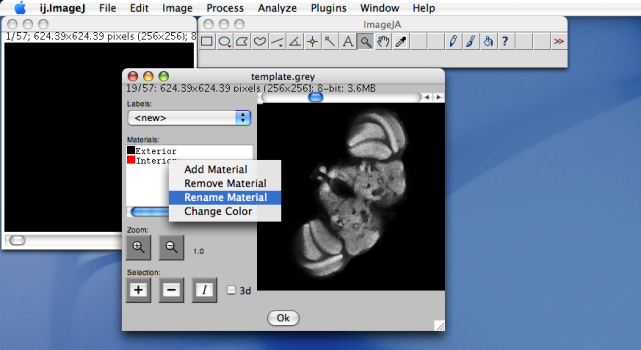 ij.ImageJ File Edit Image Process Analyze Plugins Window Help
1/57; 624.39x624.39 pixels (256x256); 8
ImageJA
A ? >>
template.grey
19/57; 624.39x624.39 pixels (256x256); 8-bit; 3.6MB
Labels:
<new>
Materials:
Exterior
Interior
Add Material
Remove Material
Rename Material
Change Color
Zoom:
1.0
Selection:
+ − I 3d
Ok